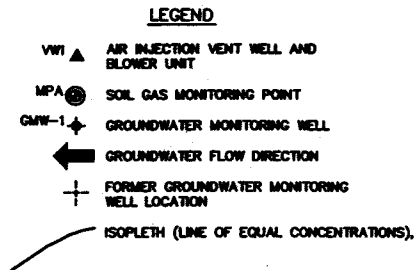 LEGEND
VW1 AIR INJECTION VENT WELL AND
BLOWER UNIT
MPA SOIL GAS MONITORING POINT
GMW-1 GROUNDWATER MONITORING WELL
GROUNDWATER FLOW DIRECTION
FORMER GROUNDWATER MONITORING
WELL LOCATION
ISOPLETH (LINE OF EQUAL CONCENTRATIONS),